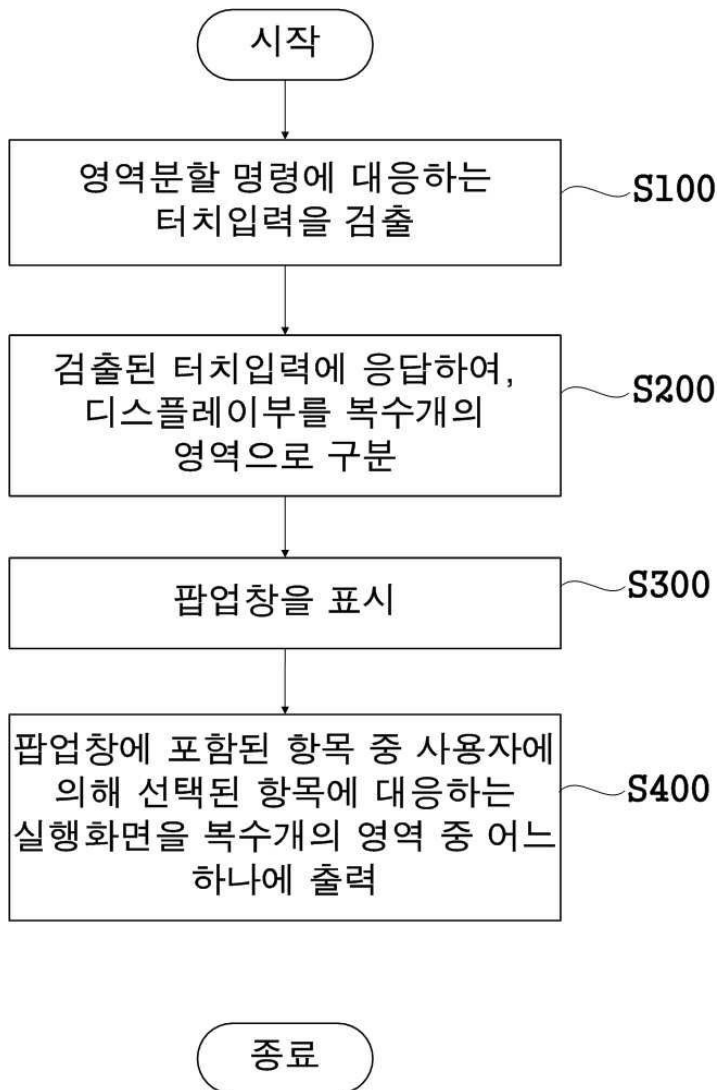 시작
영역분할 명령에 대응하는
터치입력을 검출
S100
검출된 터치입력에 응답하여,
디스플레이부를 복수개의
영역으로 구분
S200
팝업창을 표시
S300
팝업창에 포함된 항목 중 사용자에
의해 선택된 항목에 대응하는
실행화면을 복수개의 영역 중 어느
하나에 출력
S400
종료